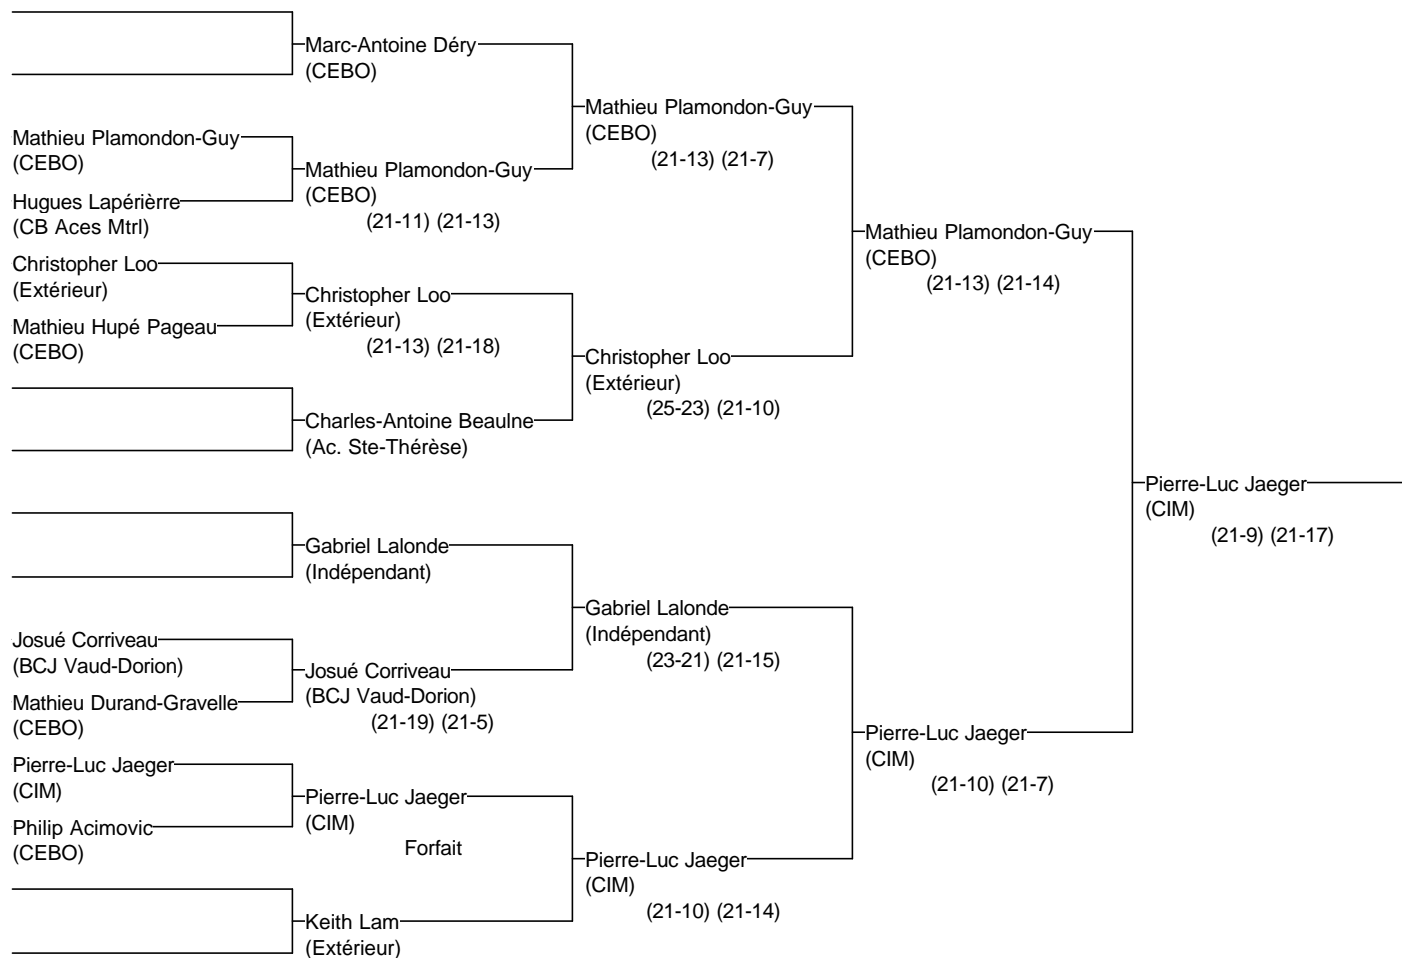 Marc-Antoine Déry
(CEBO)
Mathieu Plamondon-Guy
(CEBO)
(21-13) (21-7)
Mathieu Plamondon-Guy
(CEBO)
Mathieu Plamondon-Guy
(CEBO)
(21-11) (21-13)
Hugues Lapérièrre
(CB Aces Mtrl)
Mathieu Plamondon-Guy
(CEBO)
(21-13) (21-14)
Christopher Loo
(Extérieur)
Christopher Loo
(Extérieur)
(21-13) (21-18)
Mathieu Hupé Pageau
(CEBO)
Christopher Loo
(Extérieur)
(25-23) (21-10)
Charles-Antoine Beaulne
(Ac. Ste-Thérèse)
Pierre-Luc Jaeger
(CIM)
(21-9) (21-17)
Gabriel Lalonde
(Indépendant)
Gabriel Lalonde
(Indépendant)
(23-21) (21-15)
Josué Corriveau
(BCJ Vaud-Dorion)
Josué Corriveau
(BCJ Vaud-Dorion)
(21-19) (21-5)
Mathieu Durand-Gravelle
(CEBO)
Pierre-Luc Jaeger
(CIM)
(21-10) (21-7)
Pierre-Luc Jaeger
(CIM)
Pierre-Luc Jaeger
(CIM)
Forfait
Philip Acimovic
(CEBO)
Pierre-Luc Jaeger
(CIM)
(21-10) (21-14)
Keith Lam
(Extérieur)